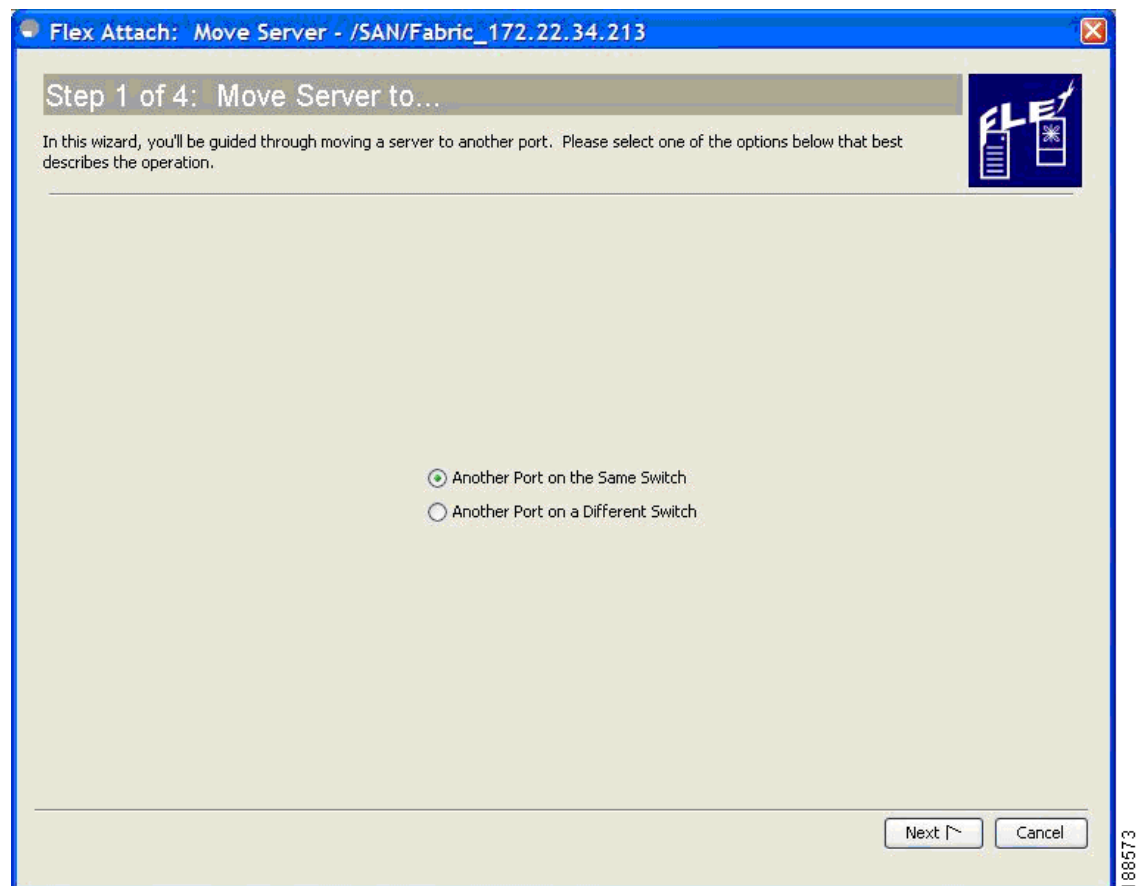 Flex Attach: Move Server - /SAN/Fabric_172.22.34.213
Step 1 of 4: Move Server to...
FLEX
In this wizard, you'll be guided through moving a server to another port. Please select one of the options below that best
describes the operation.
Another Port on the Same Switch
Another Port on a Different Switch
Next
Cancel
188573